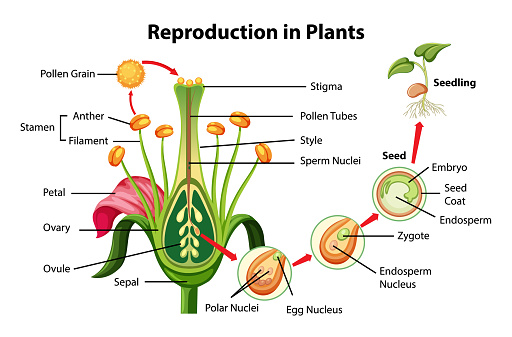 Reproduction in Plants
Pollen Grain
Stigma
Seedling
Anther
Stamen
Filament
Pollen Tubes
Style
Sperm Nuclei
Seed
Embryo
Seed
Coat
Endosperm
Petal
Ovary
Ovule
Sepal
Zygote
Endosperm
Nucleus
Polar Nuclei
Egg Nucleus